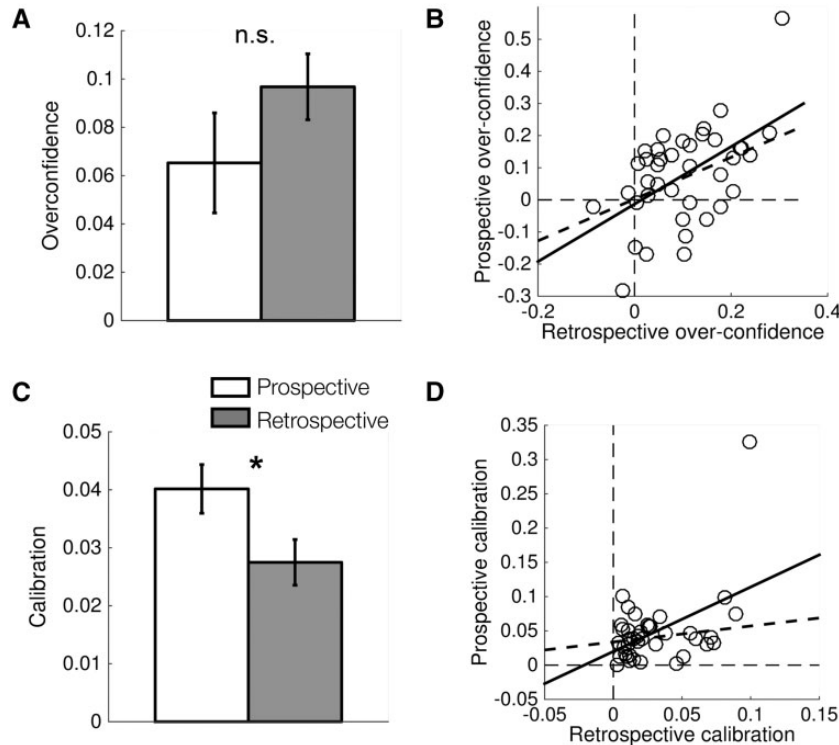 A
n.s.
0.12
0.1
0.08
0.06
0.04
0.02
0
Overconfidence
B
0.5
0.4
0.3
0.2
0.1
0
-0.1
-0.2
-0.3
Prospective over-confidence
-0.2 0 0.2 0.4
Retrospective over-confidence
C
Prospective
Retrospective
*
0.05
0.04
0.03
0.02
0.01
0
Calibration
D
0.35
0.3
0.25
0.2
0.15
0.1
0.05
0
-0.05
Prospective calibration
-0.05 0 0.05 0.1 0.15
Retrospective calibration